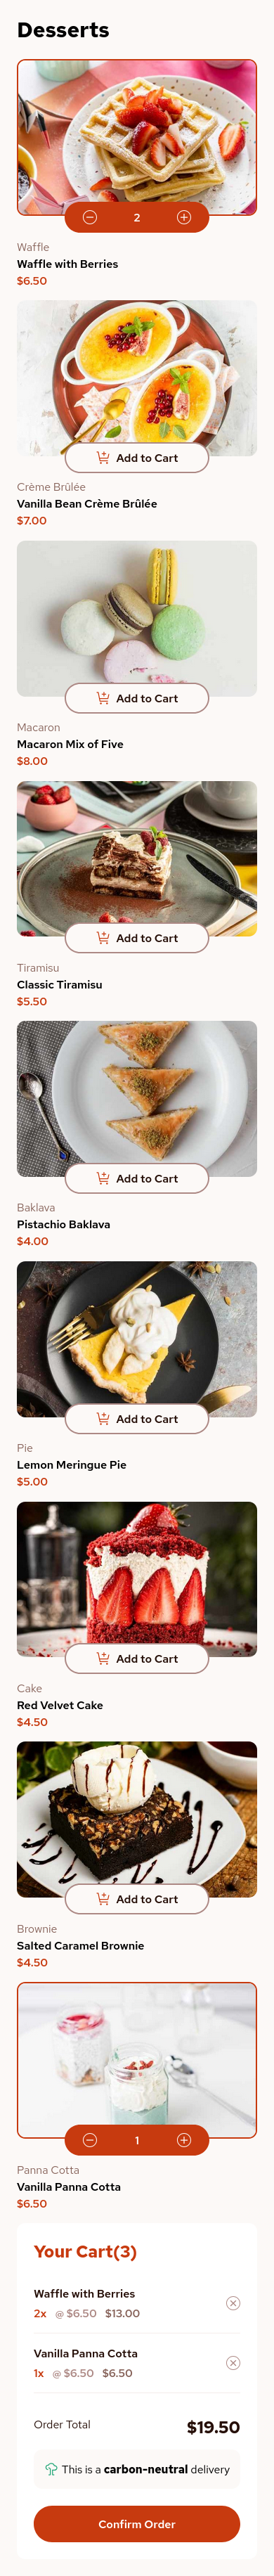 Desserts
2
Waffle
Waffle with Berries
$6.50
Add to Cart
Crème Brûlée
Vanilla Bean Crème Brûlée
$7.00
Add to Cart
Macaron
Macaron Mix of Five
$8.00
Add to Cart
Tiramisu
Classic Tiramisu
$5.50
Add to Cart
Baklava
Pistachio Baklava
$4.00
Add to Cart
Pie
Lemon Meringue Pie
$5.00
Add to Cart
Cake
Red Velvet Cake
$4.50
Add to Cart
Brownie
Salted Caramel Brownie
$4.50
1
Panna Cotta
Vanilla Panna Cotta
$6.50
Your Cart(3)
Waffle with Berries
2x @ $6.50 $13.00
Vanilla Panna Cotta
1x @ $6.50 $6.50
Order Total $19.50
This is a carbon-neutral delivery
Confirm Order